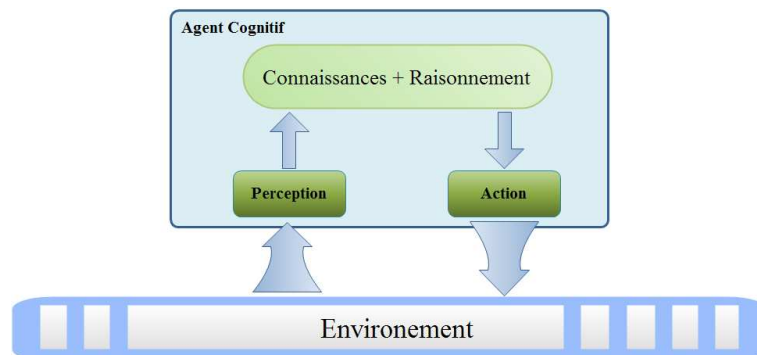 Agent Cognitif
Connaissances + Raisonnement
Perception
Action
Environement